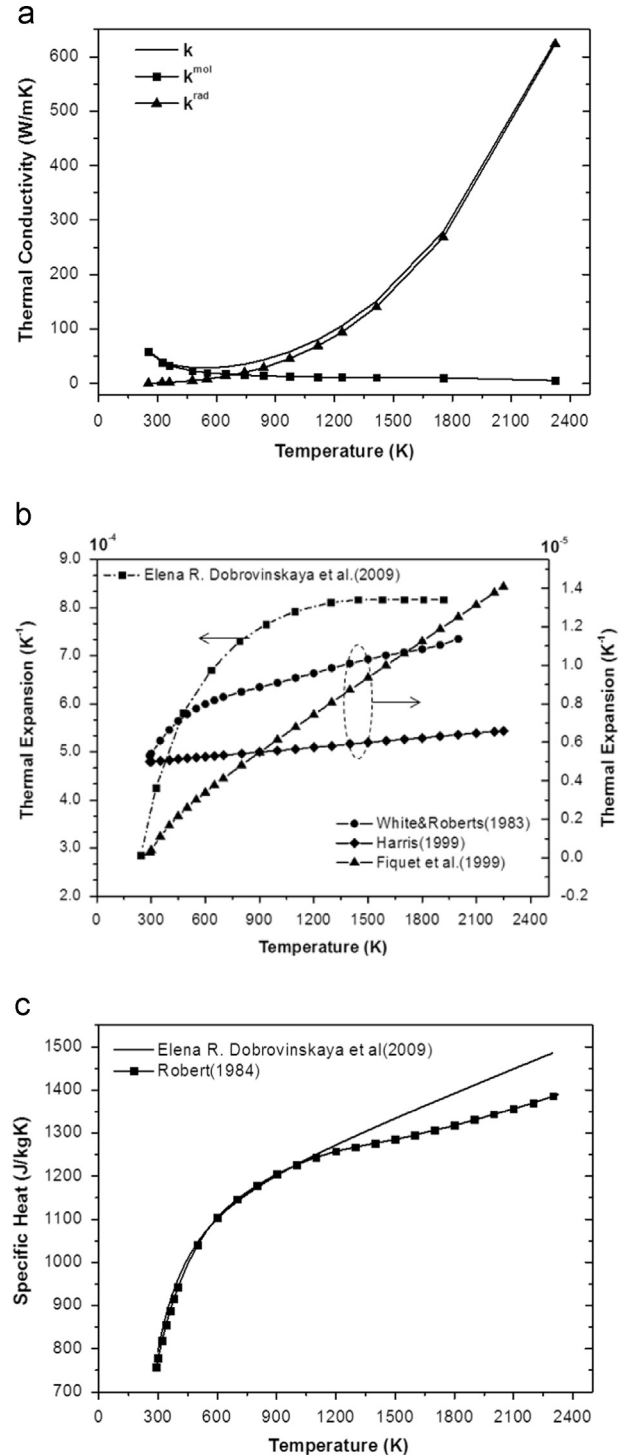 a
k
k^mol
k^rad
Thermal Conductivity (W/mK)
600
500
400
300
200
100
0
0 300 600 900 1200 1500 1800 2100 2400
Temperature (K)
b
10^-4
10^-5
Elena R. Dobrovinskaya et al.(2009)
Thermal Expansion (K^-1)
9.0
8.0
7.0
6.0
5.0
4.0
3.0
2.0
1.4
1.3
1.0
0.8
0.6
0.5
0.1
0.0
-0.2
Thermal Expansion (K^-1)
White&Roberts(1983)
Harris(1999)
Fiquet et al.(1999)
0 300 600 900 1200 1500 1800 2100 2400
Temperature (K)
c
Elena R. Dobrovinskaya et al(2009)
Robert(1984)
Specific Heat (J/kgK)
1500
1400
1300
1200
1100
1000
900
800
700
0 300 600 900 1200 1500 1800 2100 2400
Temperature (K)